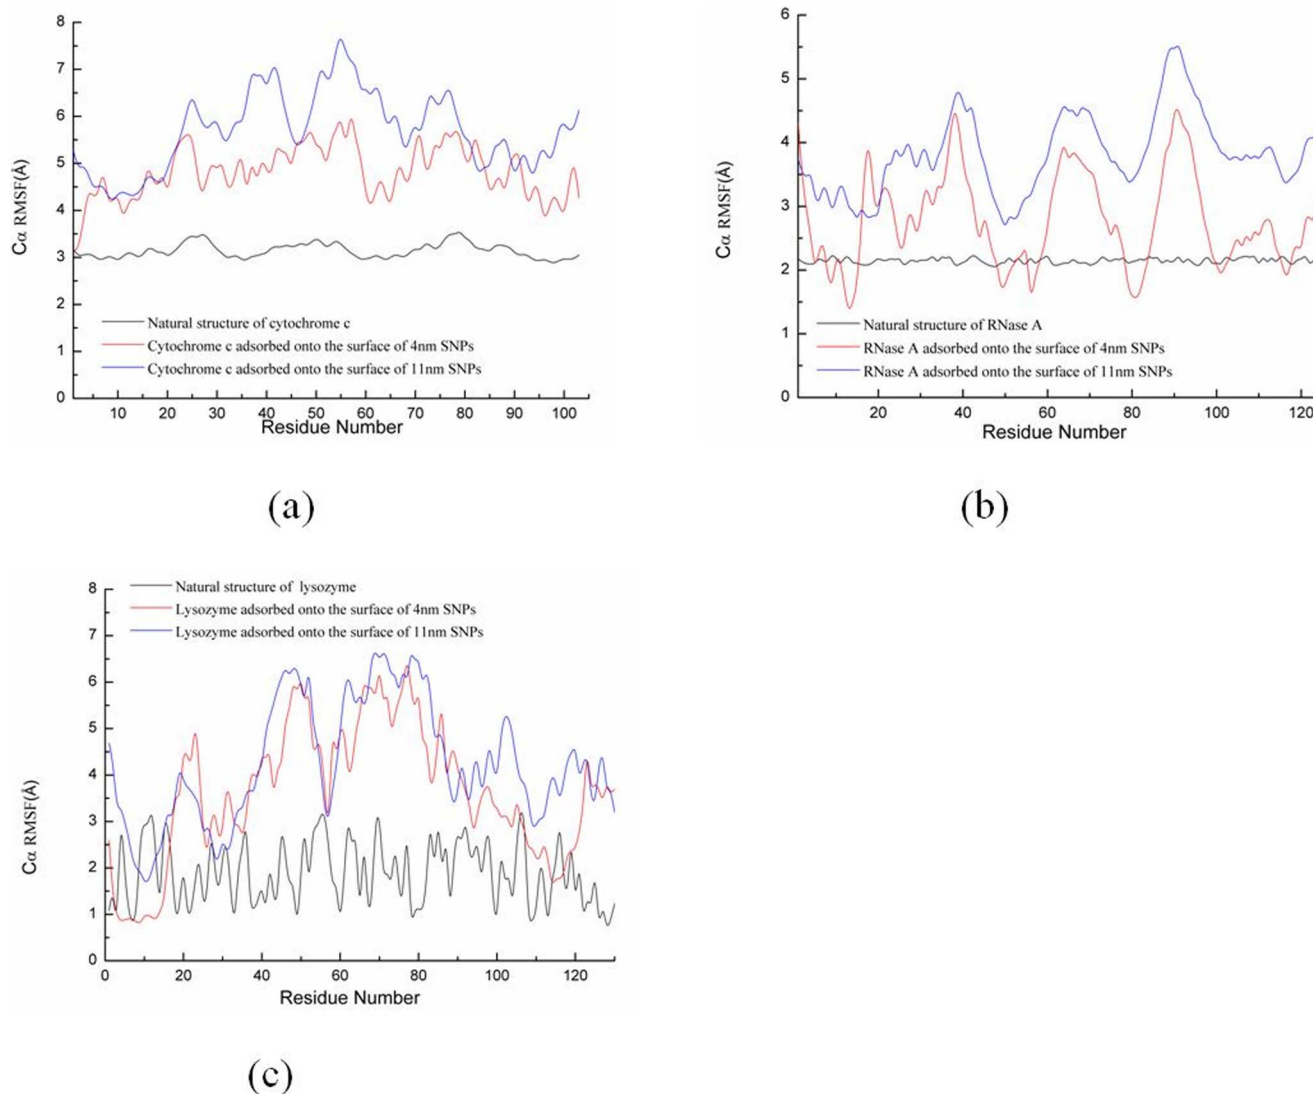 8
7
6
5
4
3
2
1
0
Cα RMSF(Å)
Natural structure of cytochrome c
Cytochrome c adsorbed onto the surface of 4nm SNPs
Cytochrome c adsorbed onto the surface of 11nm SNPs
10 20 30 40 50 60 70 80 90 100
Residue Number
(a)
6
5
4
3
2
1
0
Cα RMSF(Å)
Natural structure of RNase A
RNase A adsorbed onto the surface of 4nm SNPs
RNase A adsorbed onto the surface of 11nm SNPs
20 40 60 80 100 120
Residue Number
(b)
Natural structure of lysozyme
Lysozyme adsorbed onto the surface of 4nm SNPs
Lysozyme adsorbed onto the surface of 11nm SNPs
8
7
6
5
4
3
2
1
0
Cα RMSF(Å)
0 20 40 60 80 100 120
Residue Number
(c)